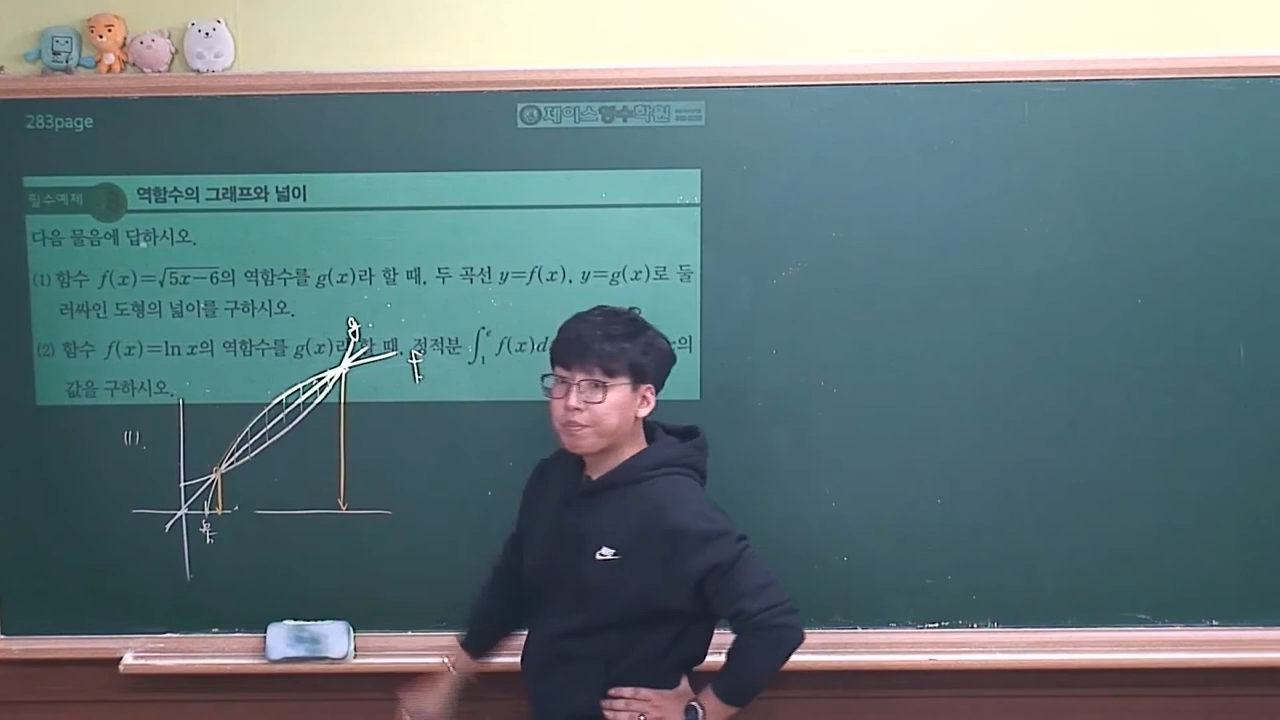 283page
제이스영수학원
필수예제
역함수의 그래프와 넓이
다음 물음에 답하시오.
(1) 함수 f(x)=√(5x-6)의 역함수를 g(x)라 할 때, 두 곡선 y=f(x), y=g(x)로 둘
러싸인 도형의 넓이를 구하시오.
(2) 함수 f(x)=ln x의 역함수를 g(x)라 할 때, 정적분 ∫₁ᵉ f(x)d
의
값을 구하시오.
g
f
(1).